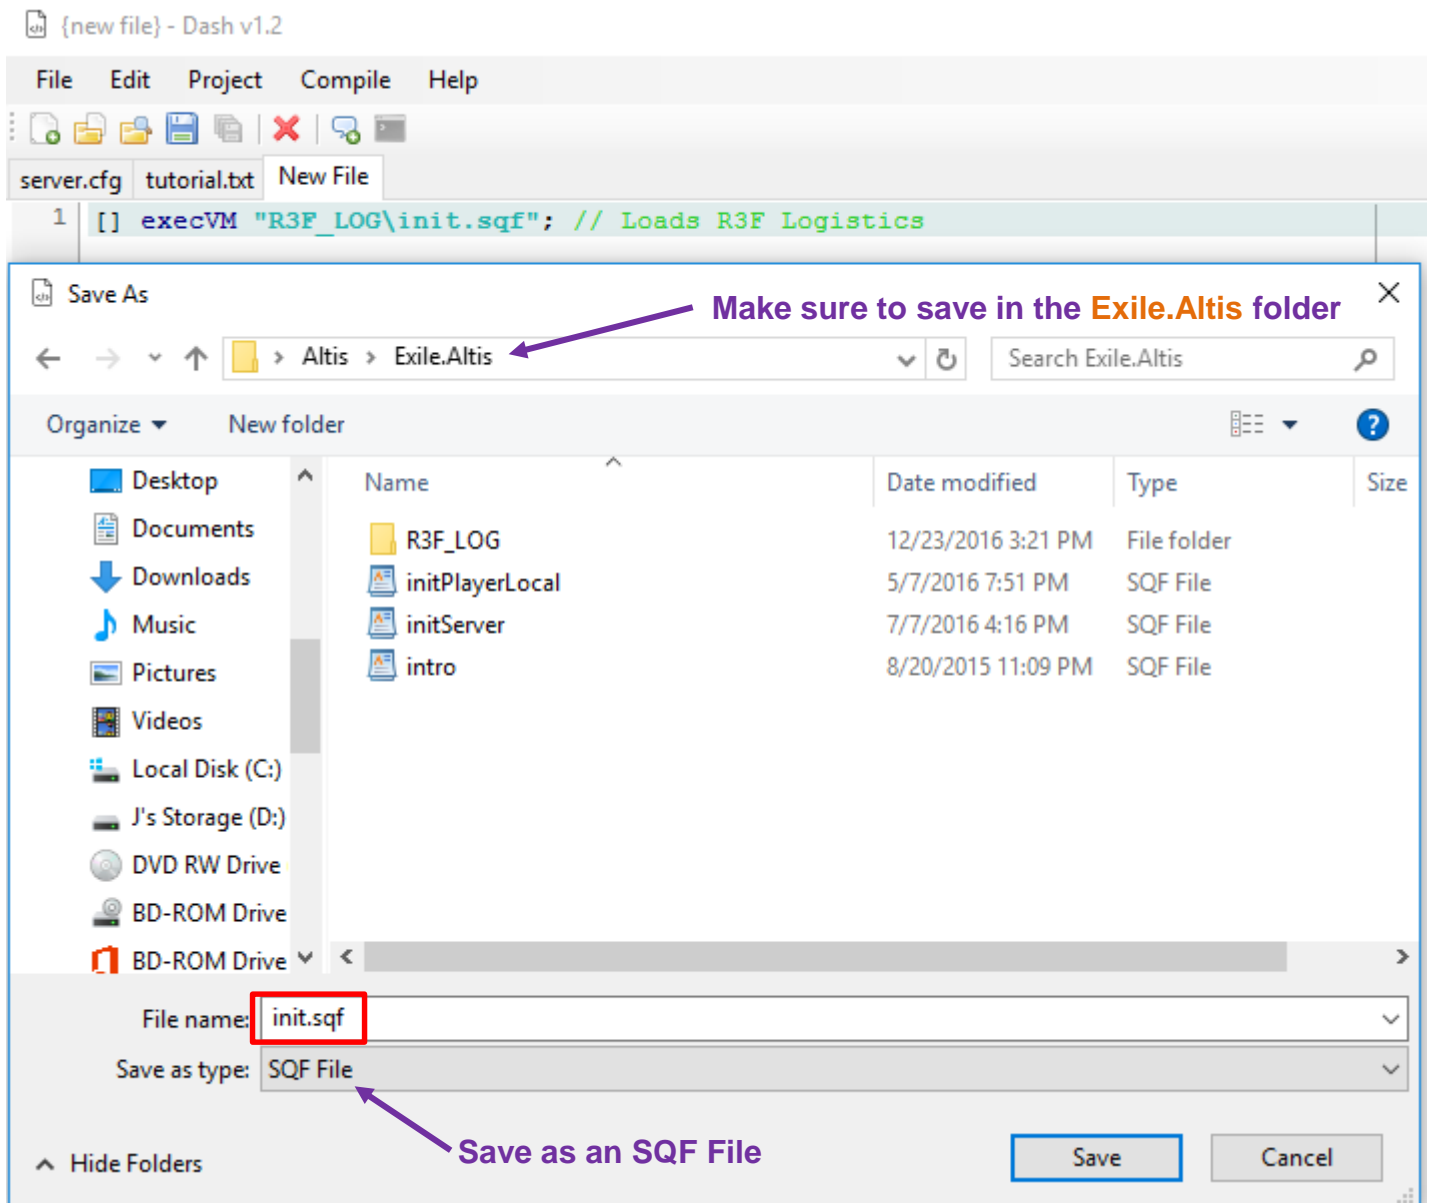 {new file} - Dash v1.2
File Edit Project Compile Help
server.cfg tutorial.txt New File
1 [] execVM "R3F_LOG\init.sqf"; // Loads R3F Logistics
Save As
Make sure to save in the Exile.Altis folder
Altis > Exile.Altis
Search Exile.Altis
Organize New folder
Name Date modified Type Size
Desktop
Documents
Downloads
Music
Pictures
Videos
Local Disk (C:)
J's Storage (D:)
DVD RW Drive
BD-ROM Drive
BD-ROM Drive
R3F_LOG 12/23/2016 3:21 PM File folder
initPlayerLocal 5/7/2016 7:51 PM SQF File
initServer 7/7/2016 4:16 PM SQF File
intro 8/20/2015 11:09 PM SQF File
File name: init.sqf
Save as type: SQF File
Save as an SQF File
Hide Folders
Save Cancel